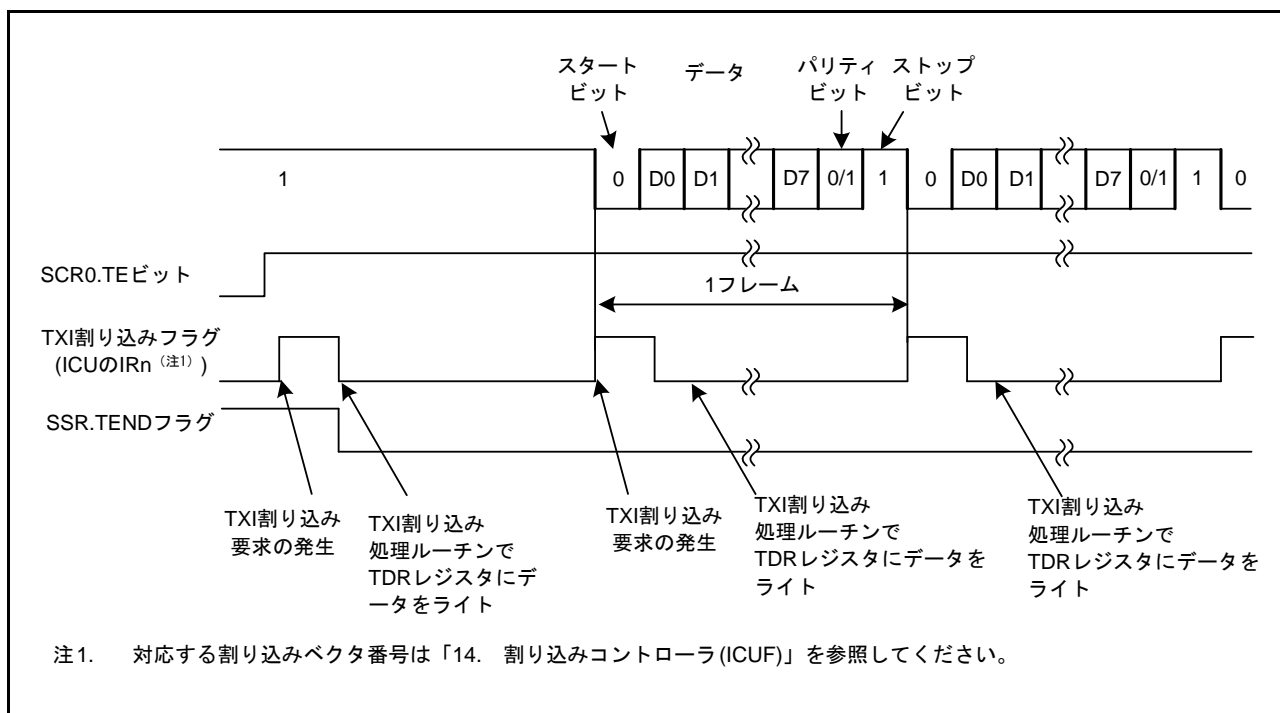 スタート
ビット
データ
パリティ
ビット
ストップ
ビット
1
0
D0
D1
D7
0/1
1
0
D0
D1
D7
0/1
1
0
SCR0.TEビット
1フレーム
TXI割り込みフラグ
(ICUのIRn（注1）)
SSR.TENDフラグ
TXI割り込み
要求の発生
TXI割り込み
処理ルーチンで
TDRレジスタにデ
ータをライト
TXI割り込み
要求の発生
TXI割り込み
処理ルーチンで
TDRレジスタにデータを
ライト
TXI割り込み
処理ルーチンで
TDRレジスタにデータを
ライト
注1. 対応する割り込みベクタ番号は「14. 割り込みコントローラ(ICUF)」を参照してください。